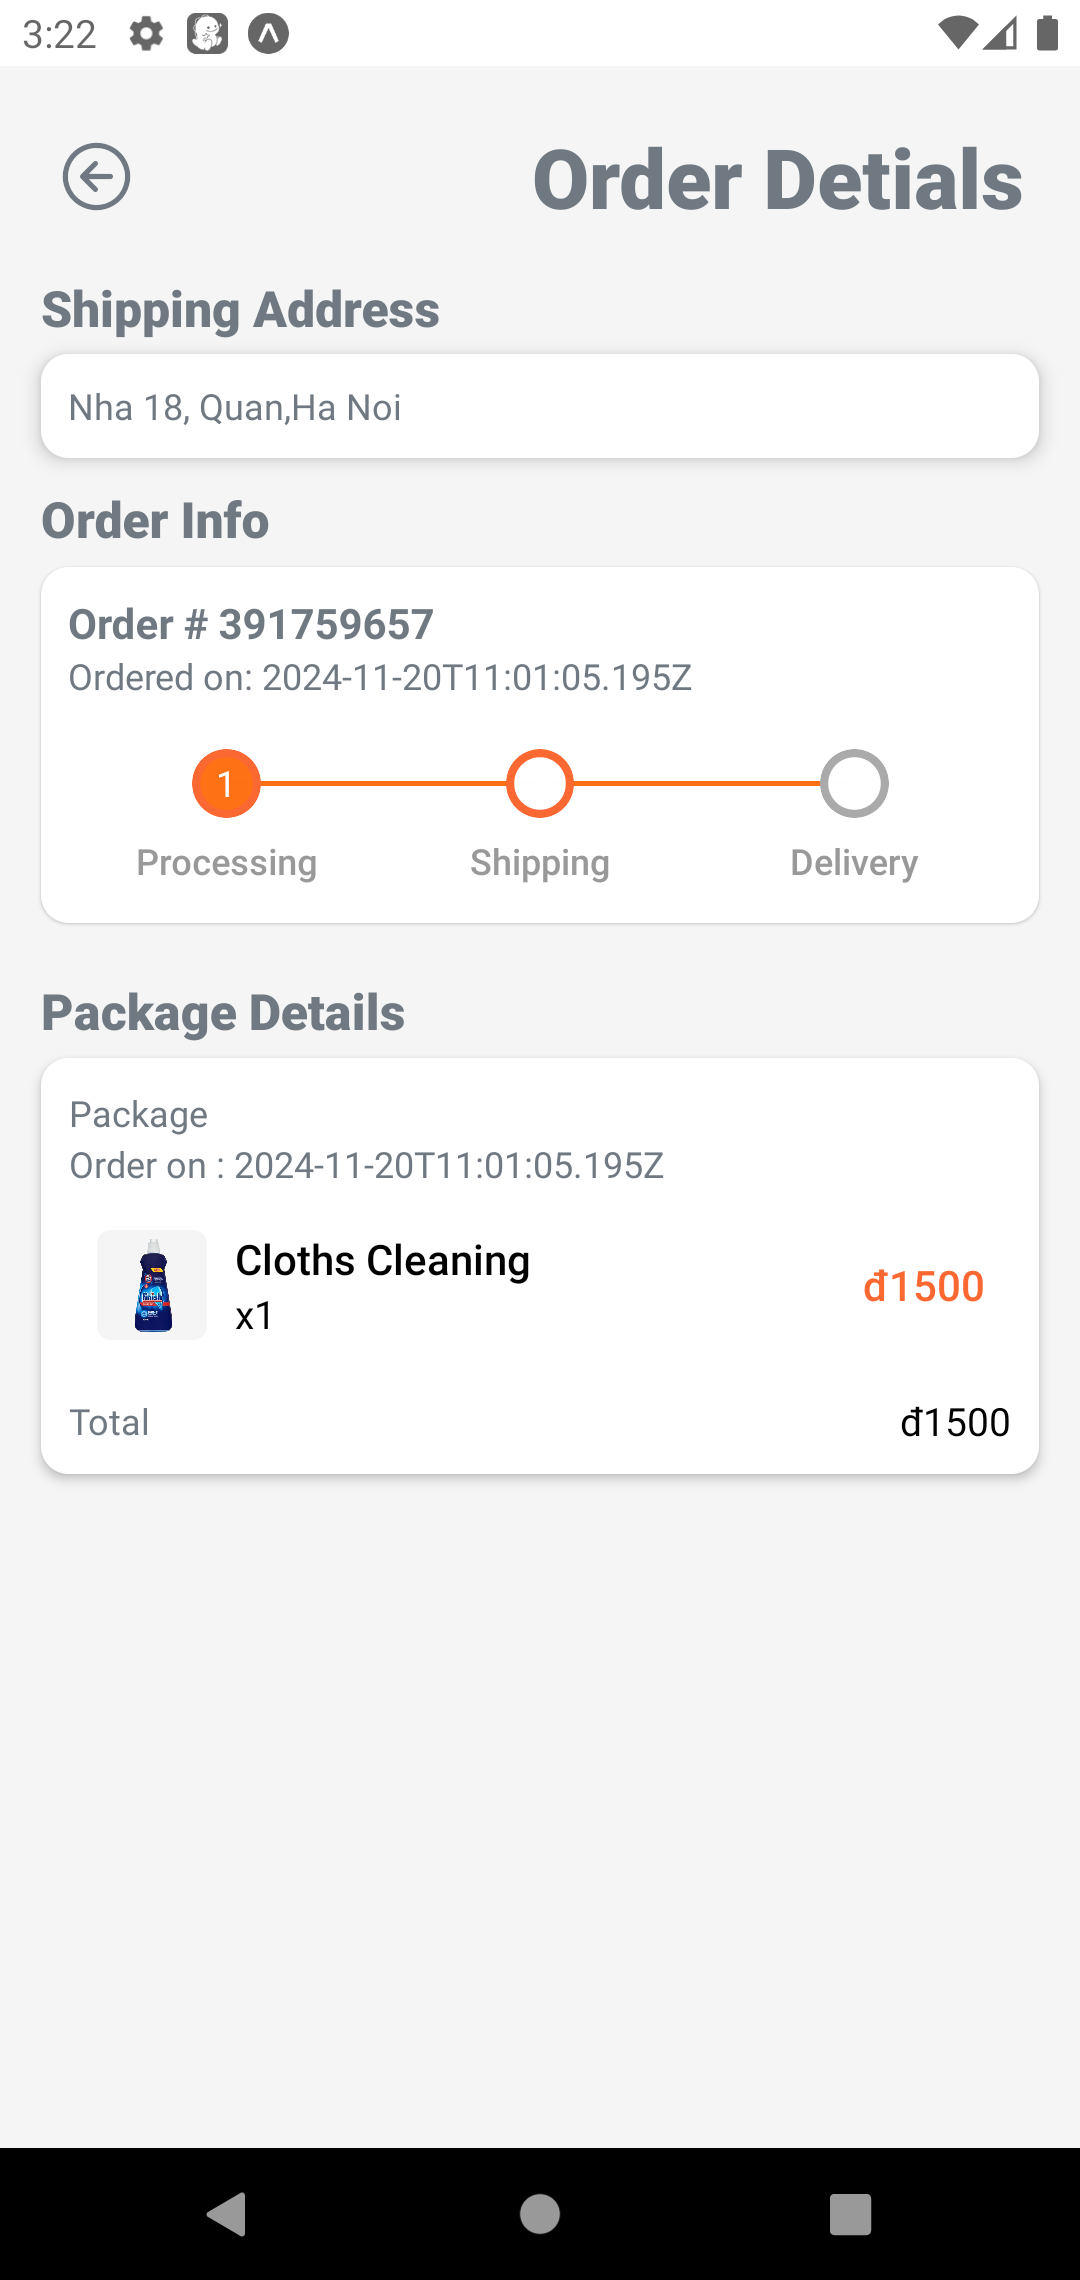 3:22
Order Detials
Shipping Address
Nha 18, Quan,Ha Noi
Order Info
Order # 391759657
Ordered on: 2024-11-20T11:01:05.195Z
1
Processing
Shipping
Delivery
Package Details
Package
Order on : 2024-11-20T11:01:05.195Z
Finish
Cloths Cleaning
x1
đ1500
Total
đ1500